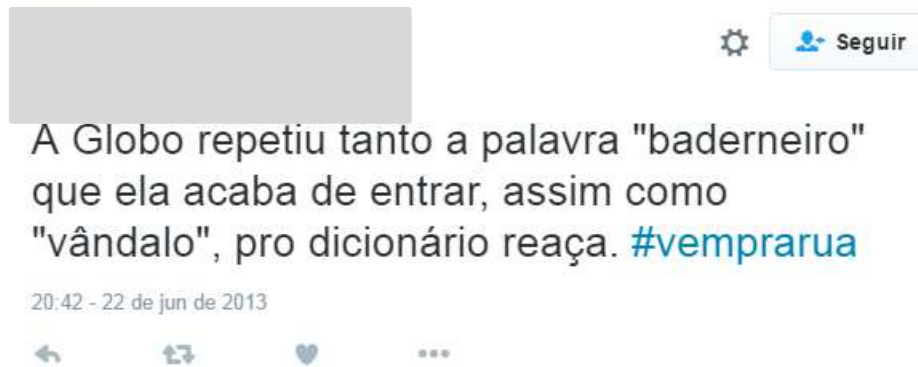 Seguir
A Globo repetiu tanto a palavra "baderneiro"
que ela acaba de entrar, assim como
"vândalo", pro dicionário reaça. #vemprarua
20:42 - 22 de jun de 2013